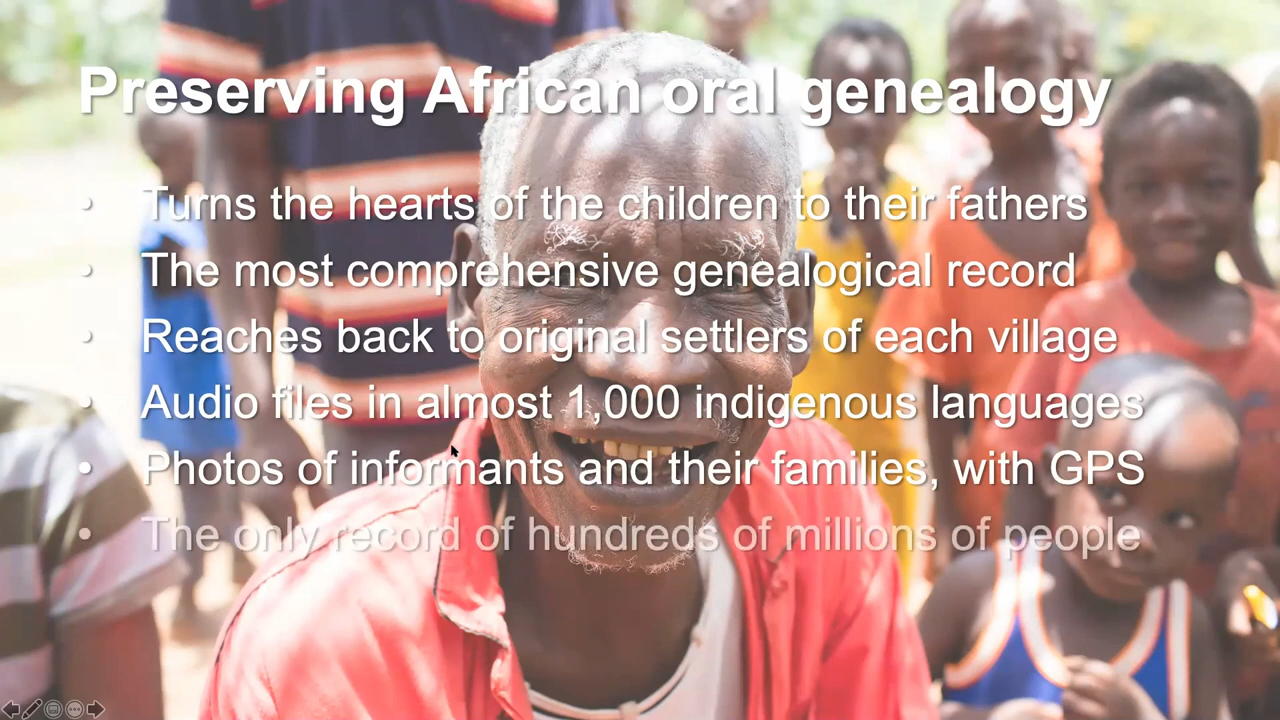 Preserving African oral genealogy
• Turns the hearts of the children to their fathers
• The most comprehensive genealogical record
• Reaches back to original settlers of each village
• Audio files in almost 1,000 indigenous languages
• Photos of informants and their families, with GPS
• The only record of hundreds of millions of people